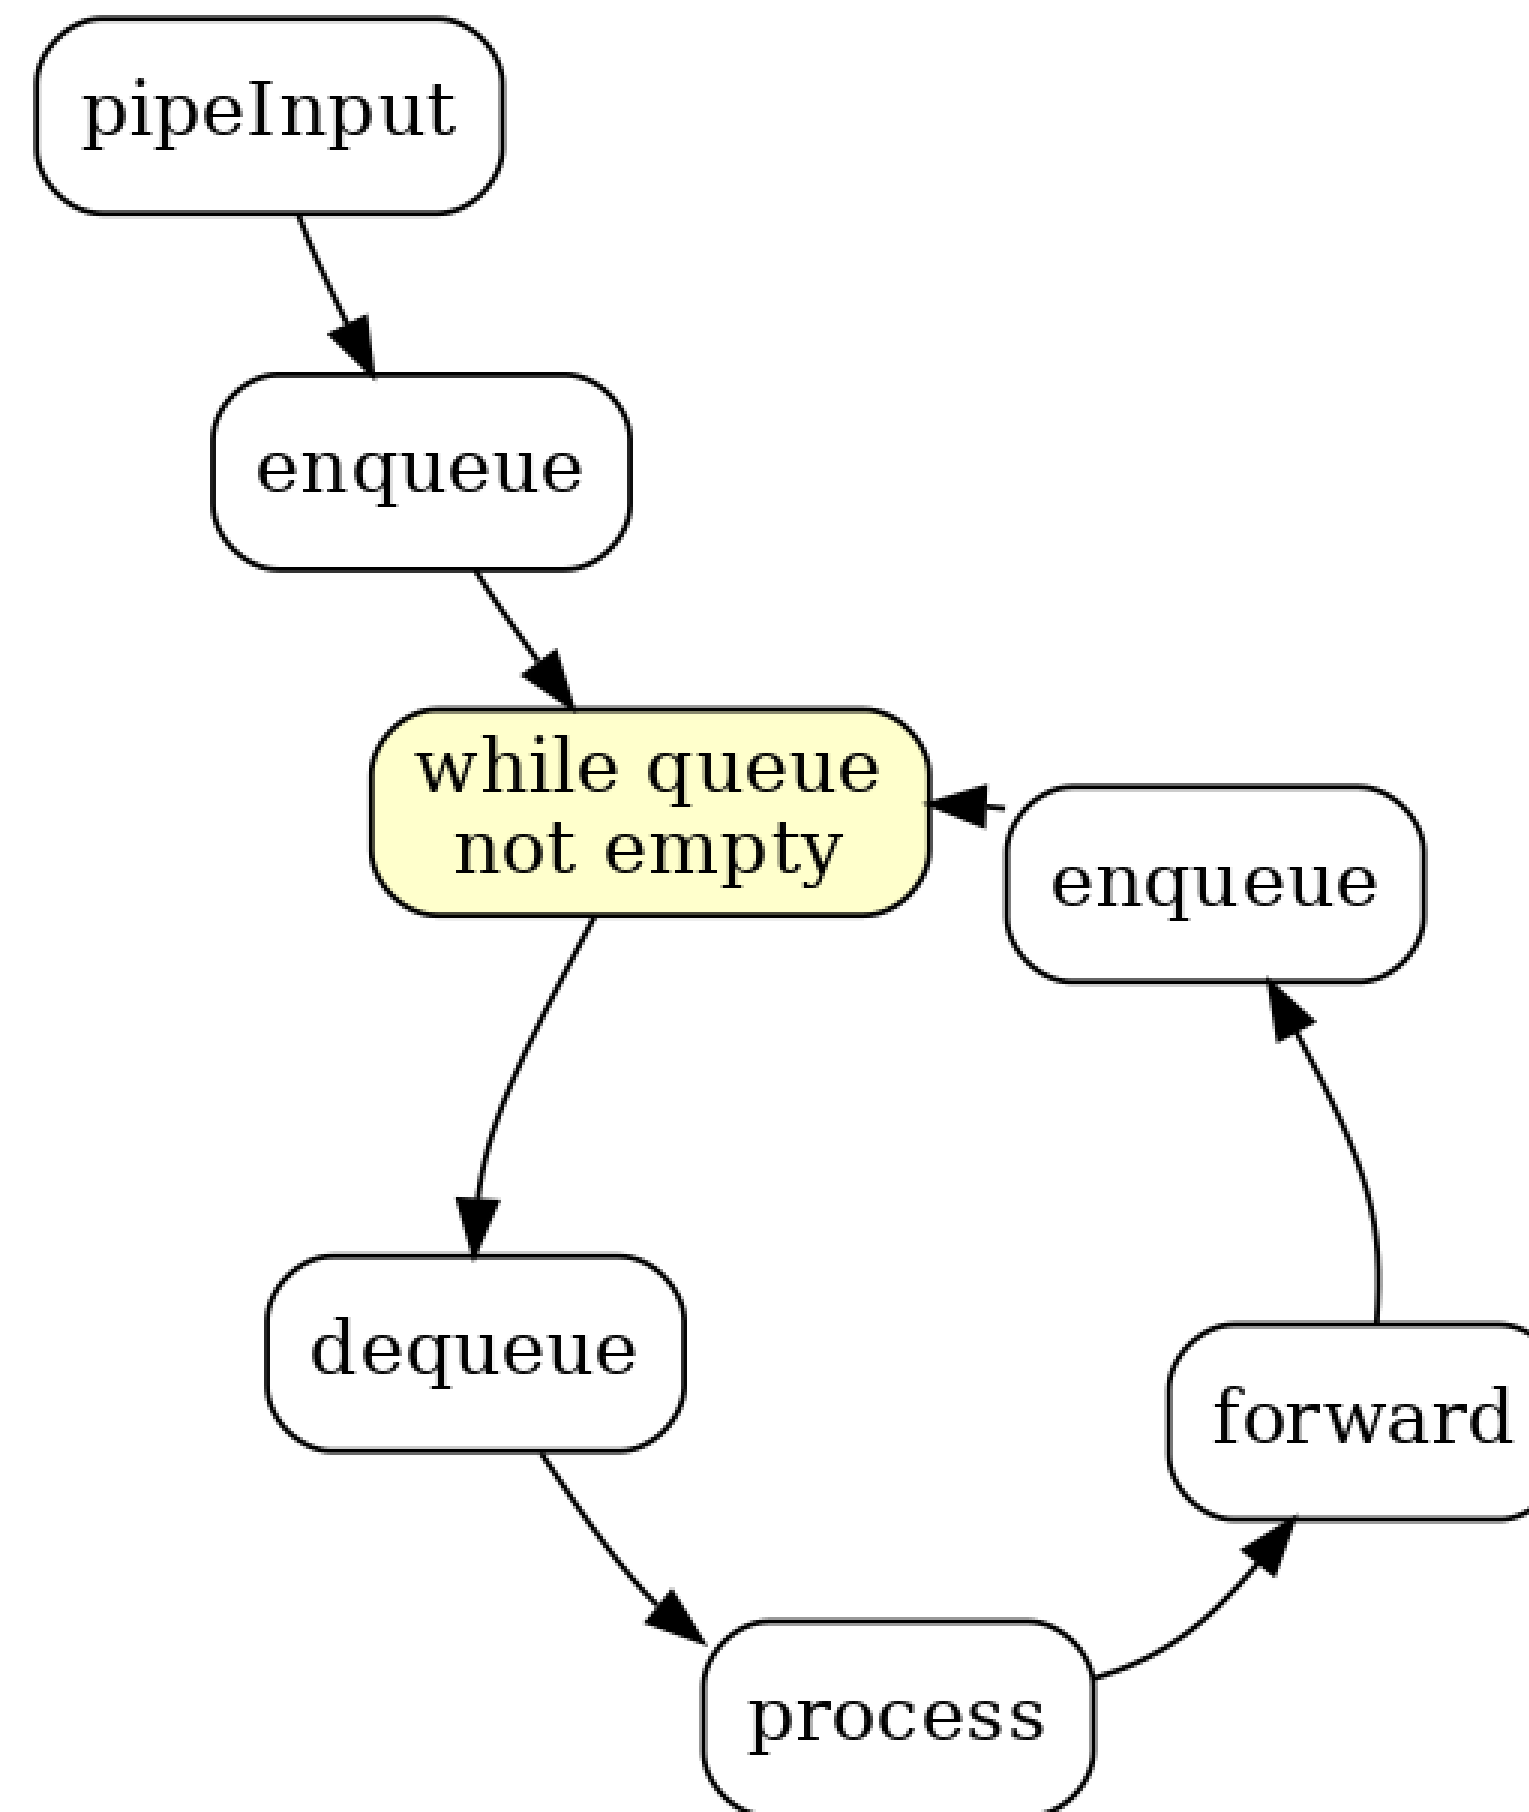 pipeInput
enqueue
while queue
not empty
enqueue
dequeue
forward
process